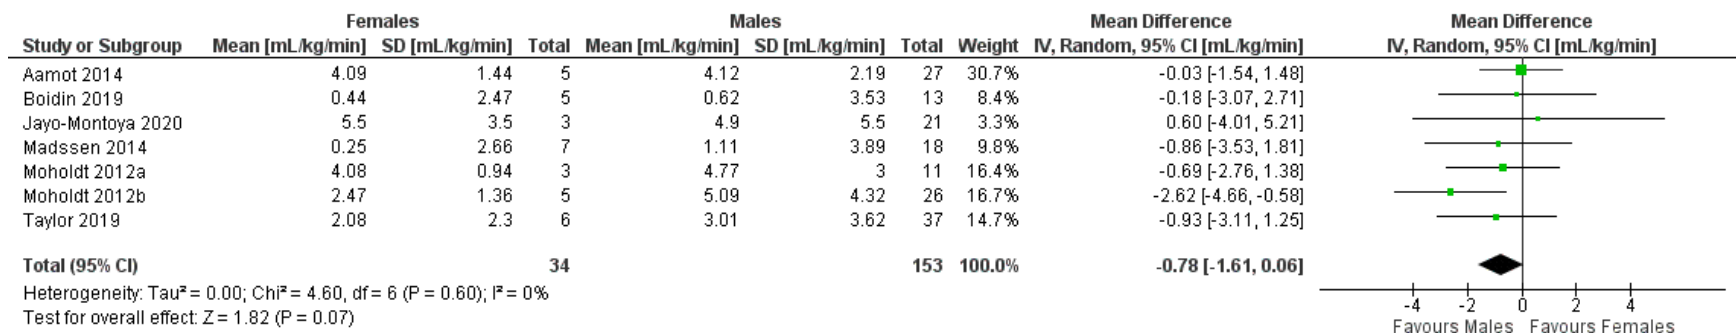 Females Males Mean Difference Mean Difference
Study or Subgroup Mean [mL/kg/min] SD [mL/kg/min] Total Mean [mL/kg/min] SD [mL/kg/min] Total Weight IV, Random, 95% CI [mL/kg/min] IV, Random, 95% CI [mL/kg/min]
Aamot 2014 4.09 1.44 5 4.12 2.19 27 30.7% -0.03 [-1.54, 1.48]
Boidin 2019 0.44 2.47 5 0.62 3.53 13 8.4% -0.18 [-3.07, 2.71]
Jayo-Montoya 2020 5.5 3.5 3 4.9 5.5 21 3.3% 0.60 [-4.01, 5.21]
Madssen 2014 0.25 2.66 7 1.11 3.89 18 9.8% -0.86 [-3.53, 1.81]
Moholdt 2012a 4.08 0.94 3 4.77 3 11 16.4% -0.69 [-2.76, 1.38]
Moholdt 2012b 2.47 1.36 5 5.09 4.32 26 16.7% -2.62 [-4.66, -0.58]
Taylor 2019 2.08 2.3 6 3.01 3.62 37 14.7% -0.93 [-3.11, 1.25]
Total (95% CI) 34 153 100.0% -0.78 [-1.61, 0.06]
Heterogeneity: Tau² = 0.00; Chi² = 4.60, df = 6 (P = 0.60); I² = 0%
Test for overall effect: Z = 1.82 (P = 0.07)
-4 -2 0 2 4
Favours Males Favours Females